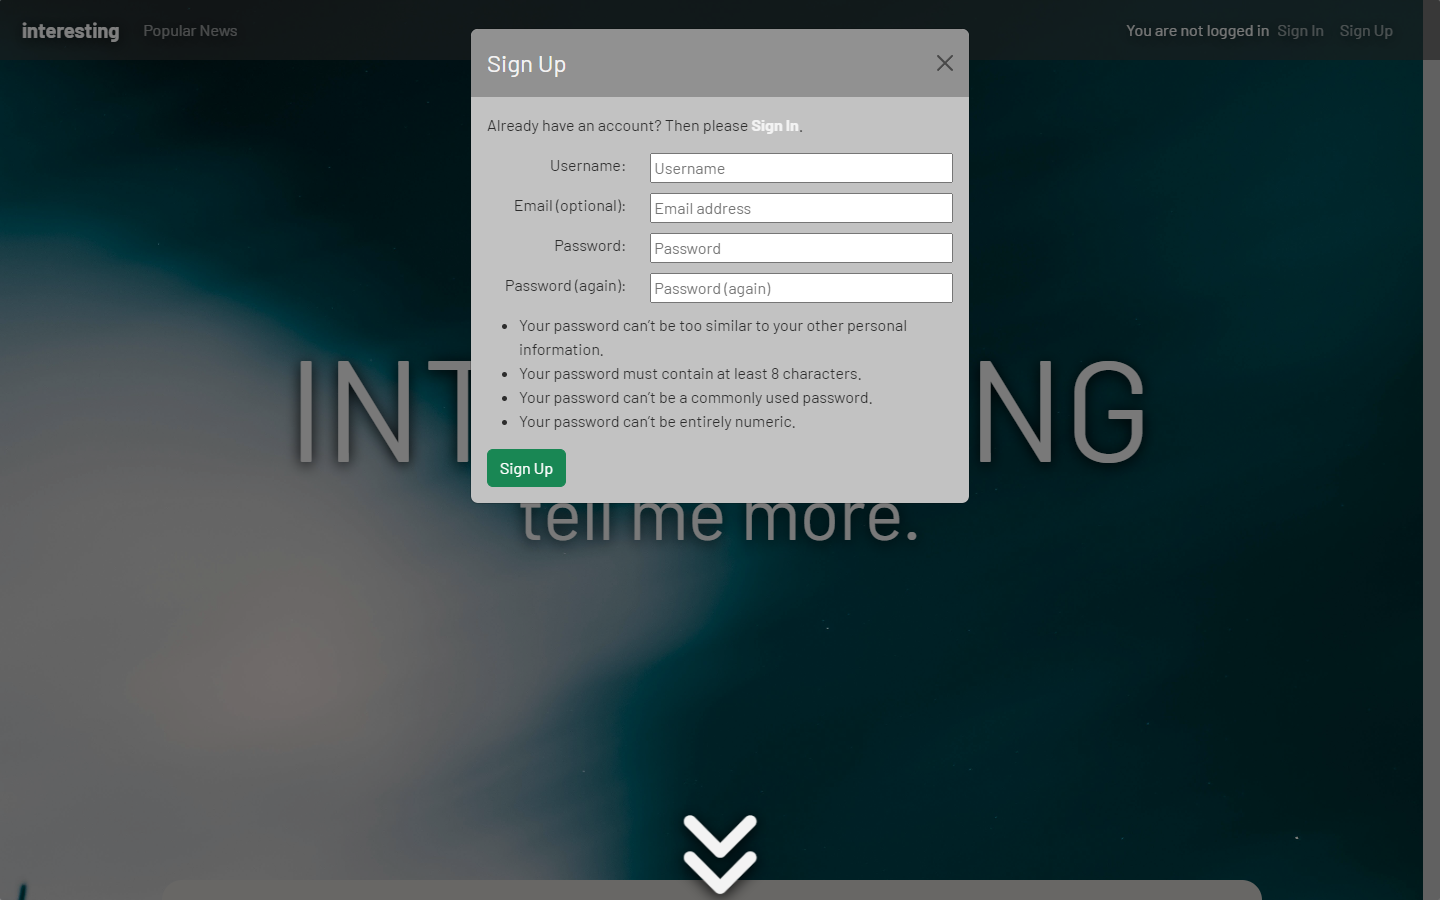 interesting Popular News You are not logged in Sign In Sign Up
Sign Up
Already have an account? Then please Sign In.
Username: Username
Email (optional): Email address
Password: Password
Password (again): Password (again)
Your password can’t be too similar to your other personal
information.
Your password must contain at least 8 characters.
Your password can’t be a commonly used password.
Your password can’t be entirely numeric.
Sign Up
tell me more.